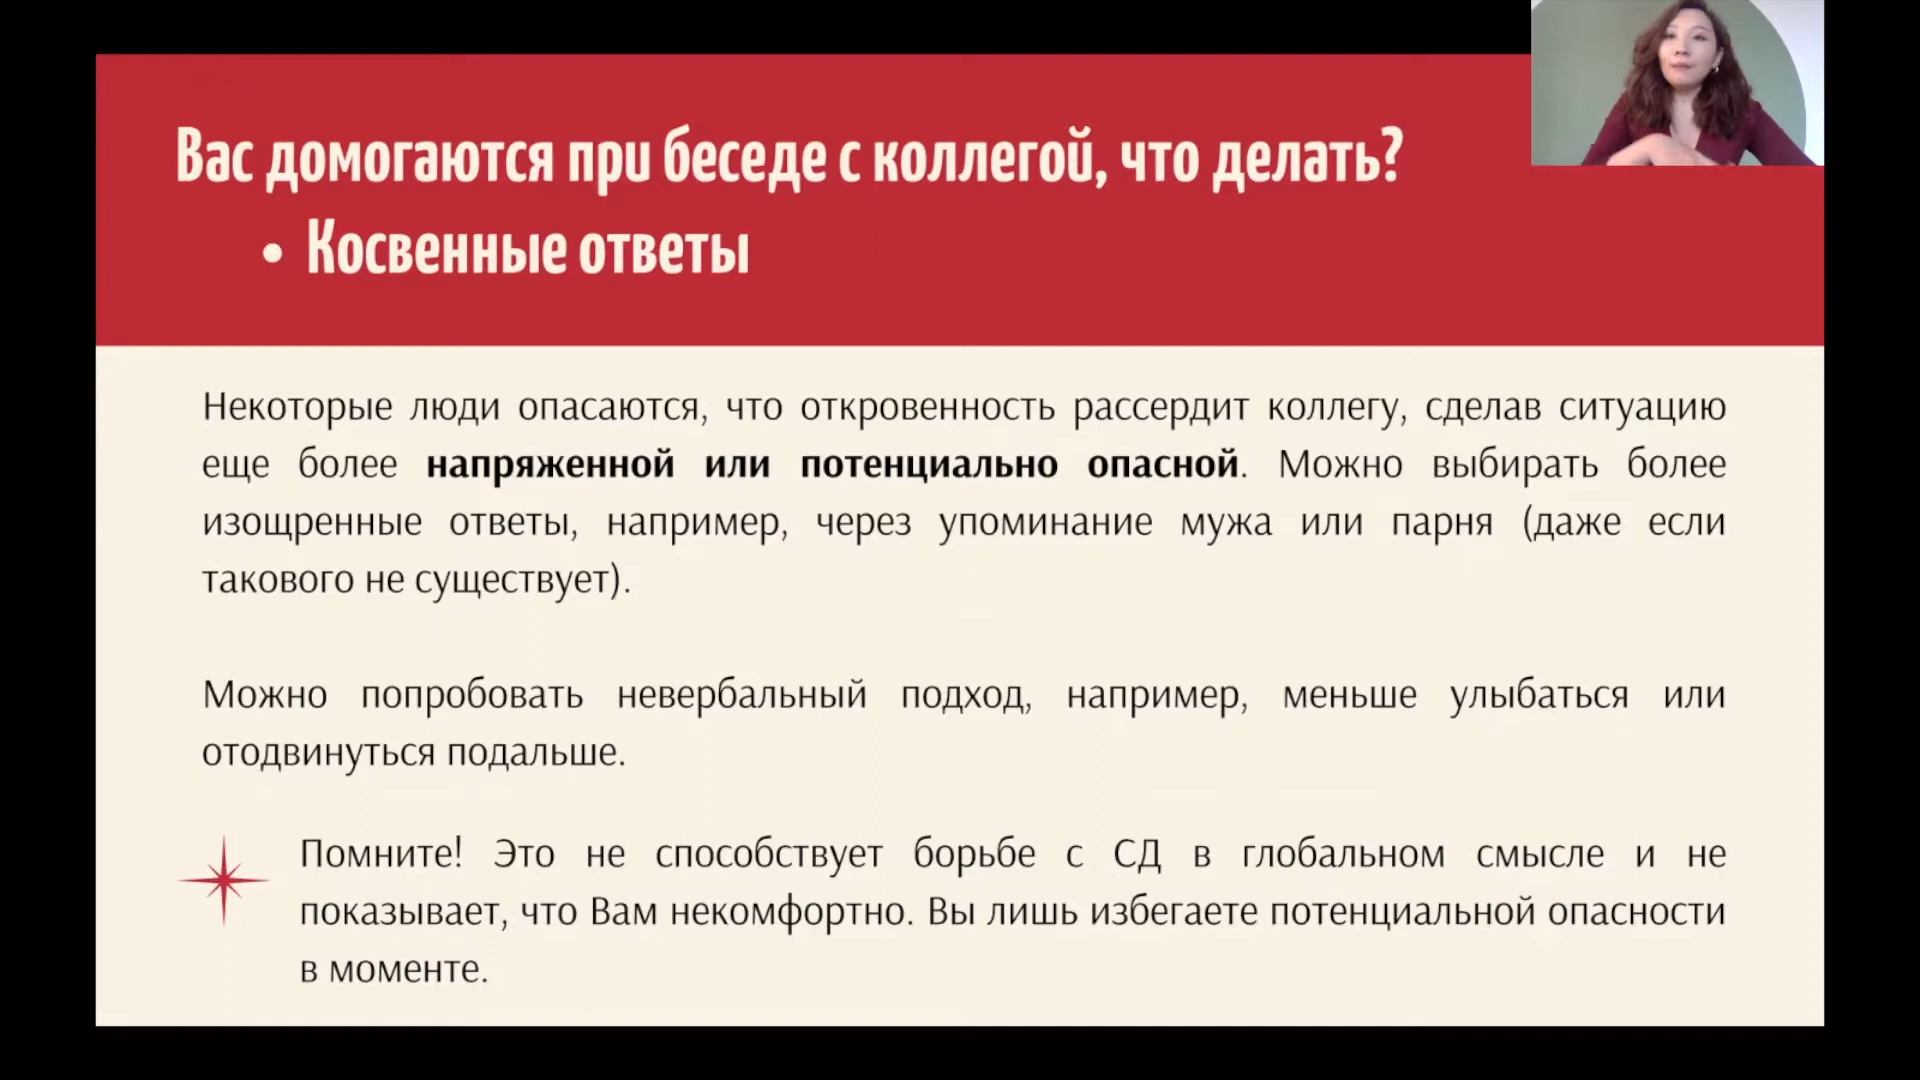 Вас домогаются при беседе с коллегой, что делать?
• Косвенные ответы
Некоторые люди опасаются, что откровенность рассердит коллегу, сделав ситуацию
еще более напряженной или потенциально опасной. Можно выбирать более
изощренные ответы, например, через упоминание мужа или парня (даже если
такового не существует).
Можно попробовать невербальный подход, например, меньше улыбаться или
отодвинуться подальше.
Помните! Это не способствует борьбе с СД в глобальном смысле и не
показывает, что Вам некомфортно. Вы лишь избегаете потенциальной опасности
в моменте.